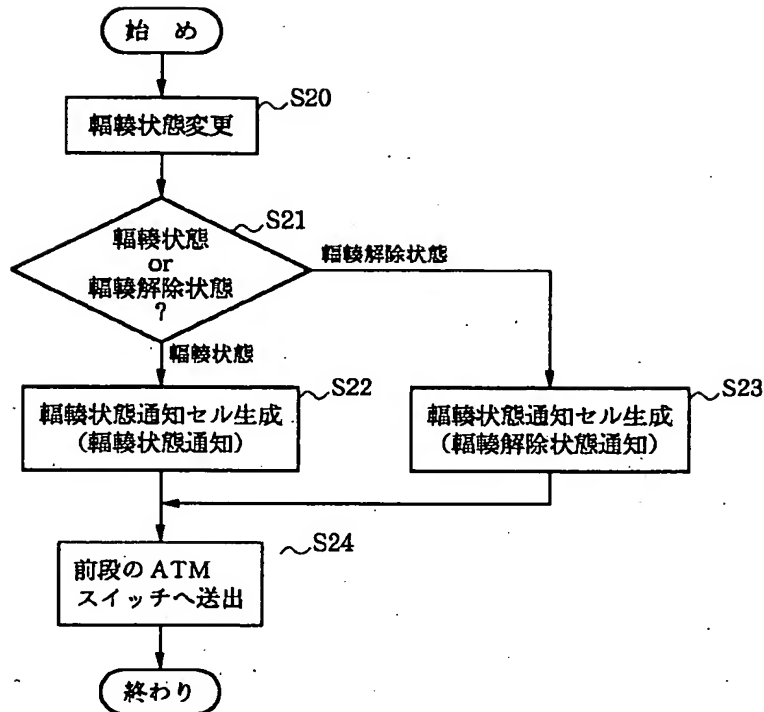 始 め
S20
輻輳状態変更
S21
輻輳状態
or
輻輳解除状態
?
輻輳解除状態
輻輳状態
S22
輻輳状態通知セル生成
(輻輳状態通知)
S23
輻輳状態通知セル生成
(輻輳解除状態通知)
S24
前段のATM
スイッチへ送出
終わり